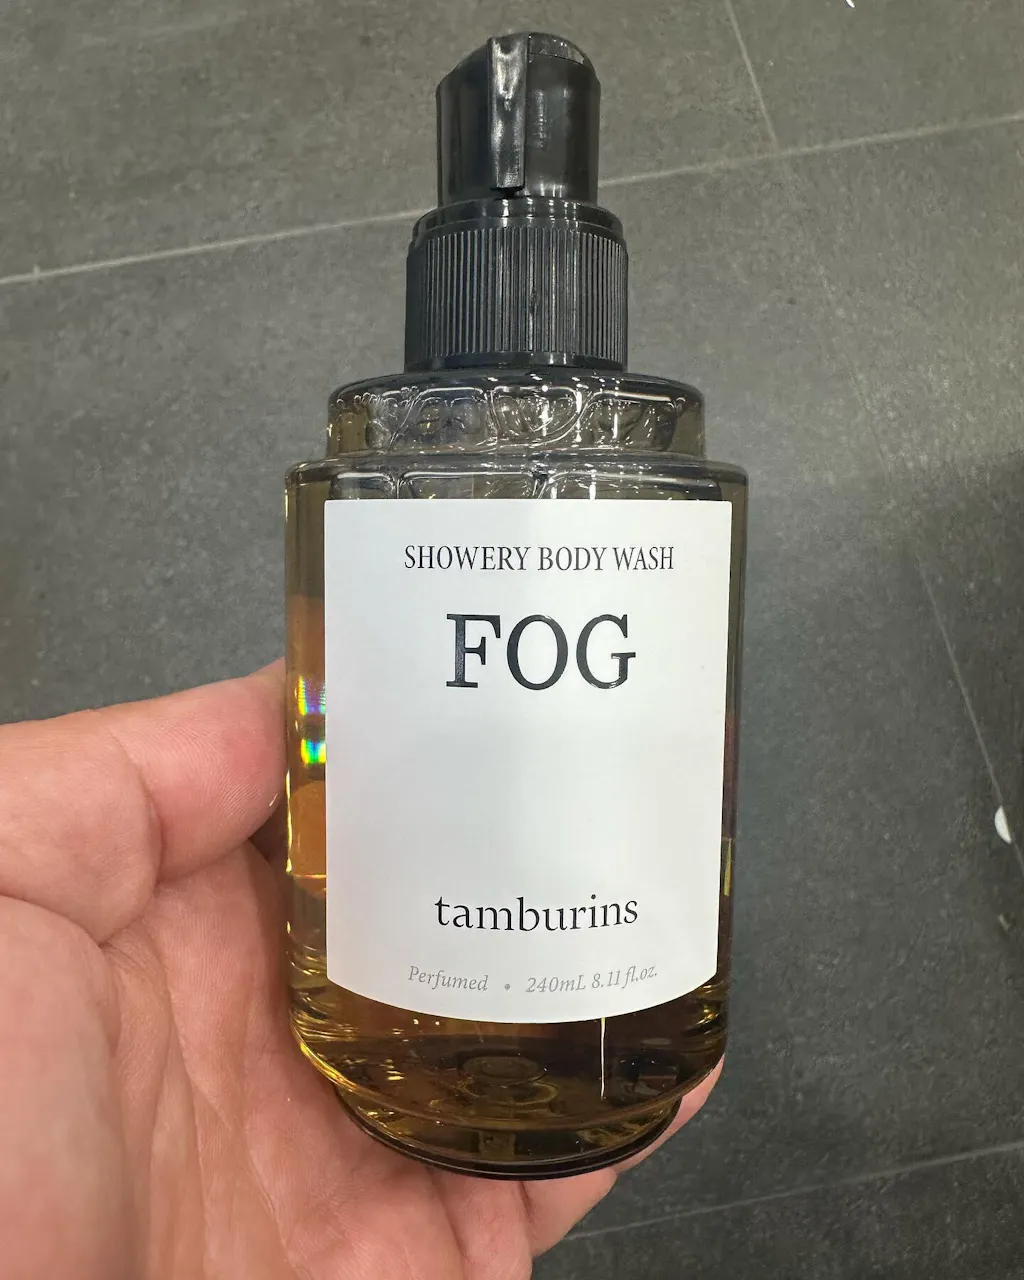 SHOWERY BODY WASH
FOG
tamburins
Perfumed • 240mL 8.11 fl.oz.